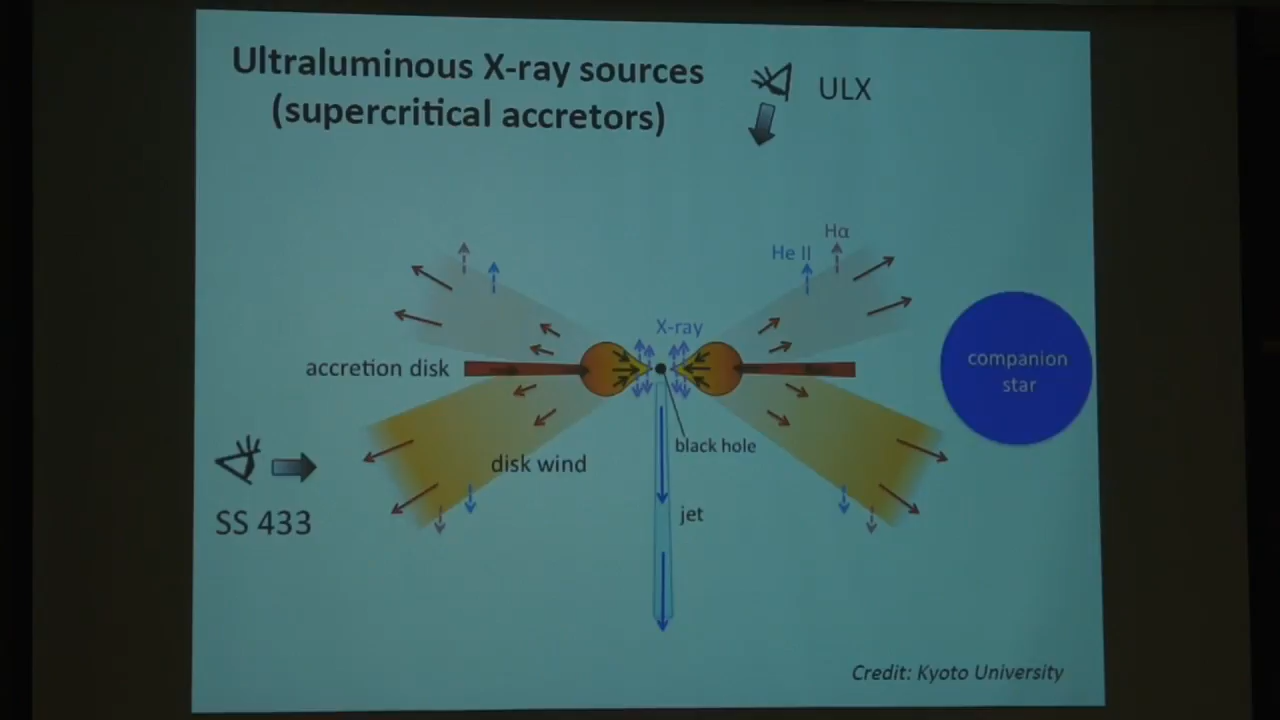 Ultraluminous X-ray sources
(supercritical accretors)
ULX
Hα
He II
X-ray
accretion disk
companion
star
black hole
disk wind
jet
SS 433
Credit: Kyoto University